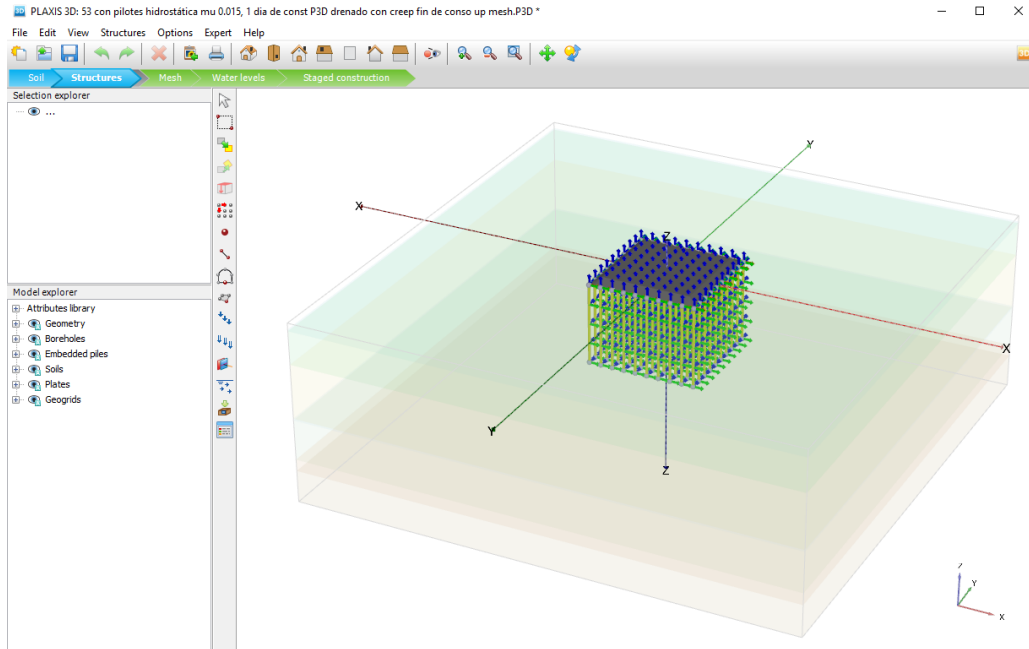 PLAXIS 3D: 53 con pilotes hidrostática mu 0.015, 1 dia de const P3D drenado con creep fin de conso up mesh.P3D *
File Edit View Structures Options Expert Help
Soil Structures Mesh Water levels Staged construction
Selection explorer
...
Model explorer
Attributes library
Geometry
Boreholes
Embedded piles
Soils
Plates
Geogrids
Y
X
Z
X
Y
Z
Z
Y
X